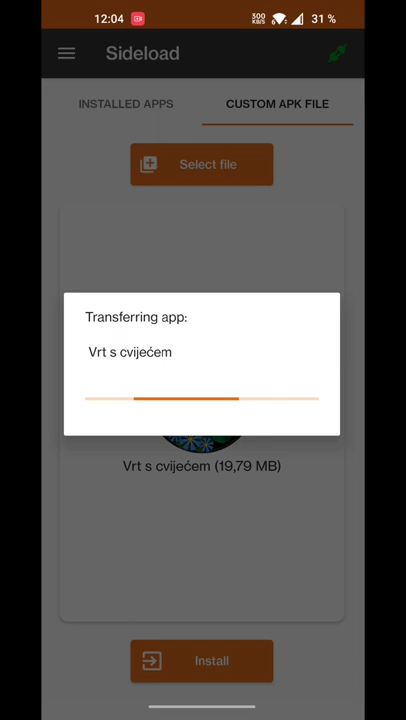 12:04 300 KB/S 6 31 %
Sideload
INSTALLED APPS CUSTOM APK FILE
Select file
Transferring app:
Vrt s cvijećem
Vrt s cvijećem (19,79 MB)
Install